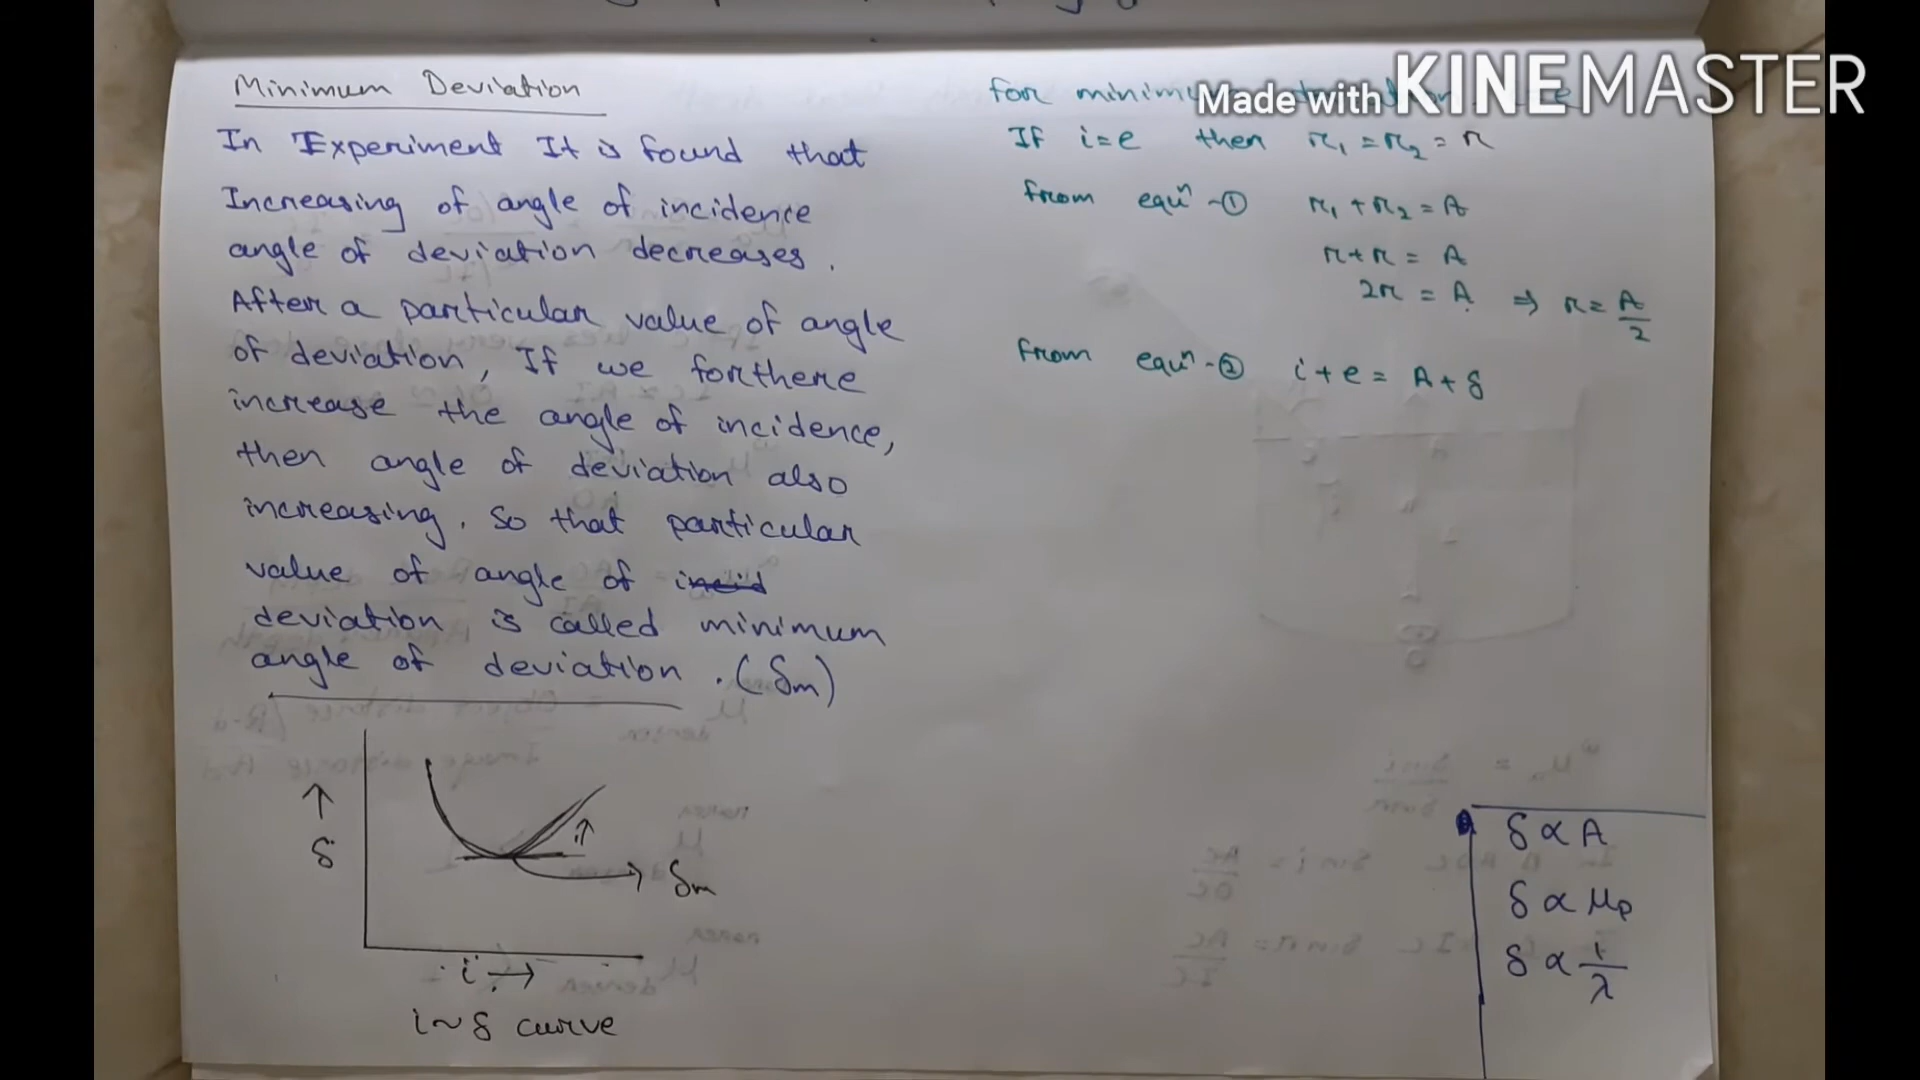 Minimum Deviation
In Experiment It is found that
Increasing of angle of incidence
angle of deviation decreases.
After a particular value of angle
of deviation, If we forthere
increase the angle of incidence,
then angle of deviation also
increasing. So that particular
value of angle of
deviation is called minimum
angle of deviation. (δm)
↑
δ
δm
i →
i ~ δ curve
for
Made with KINEMASTER
If i=e then r₁ = r₂ = r
from equⁿ-① r₁ + r₂ = A
r + r = A
2r = A ⇒ r = A/2
from equⁿ-② i + e = A + δ
δ ∝ A
δ ∝ μp
δ ∝ 1/λ